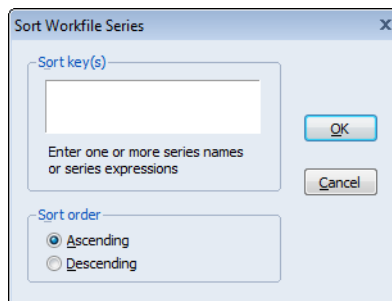 Sort Workfile Series
x
Sort key(s)
Enter one or more series names
or series expressions
OK
Cancel
Sort order
Ascending
Descending